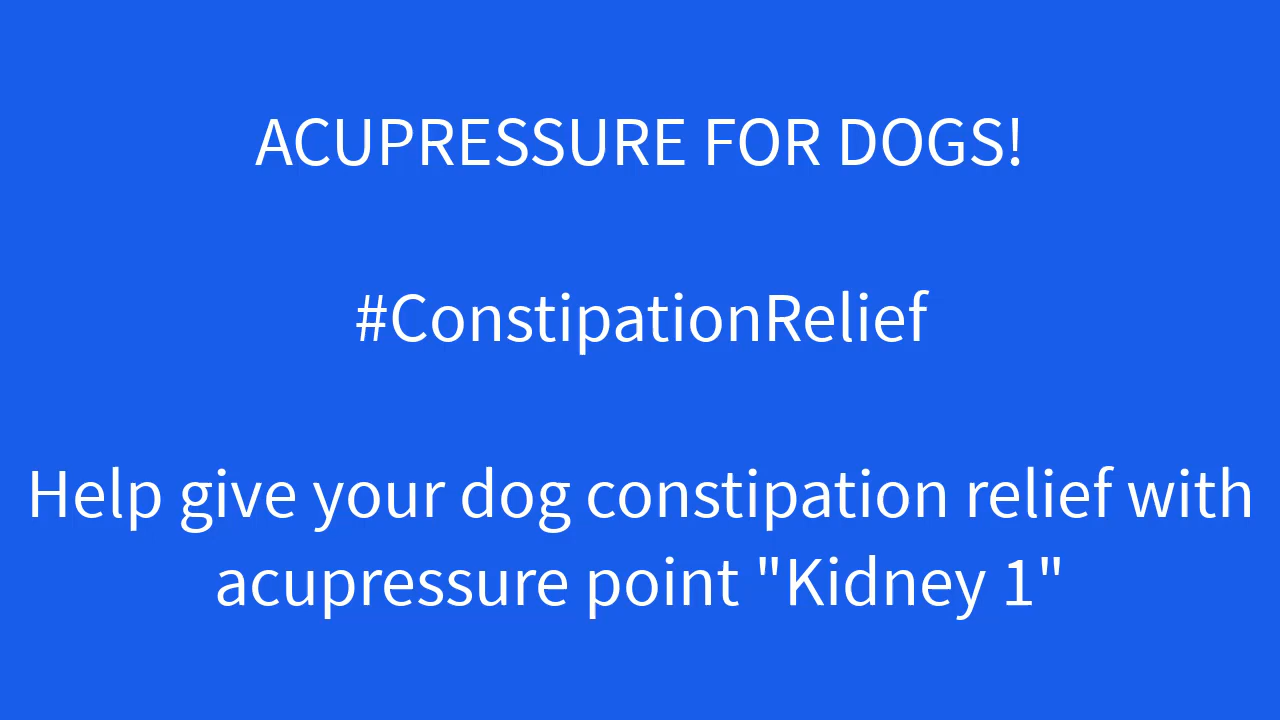 ACUPRESSURE FOR DOGS!
#ConstipationRelief
Help give your dog constipation relief with
acupressure point "Kidney 1"